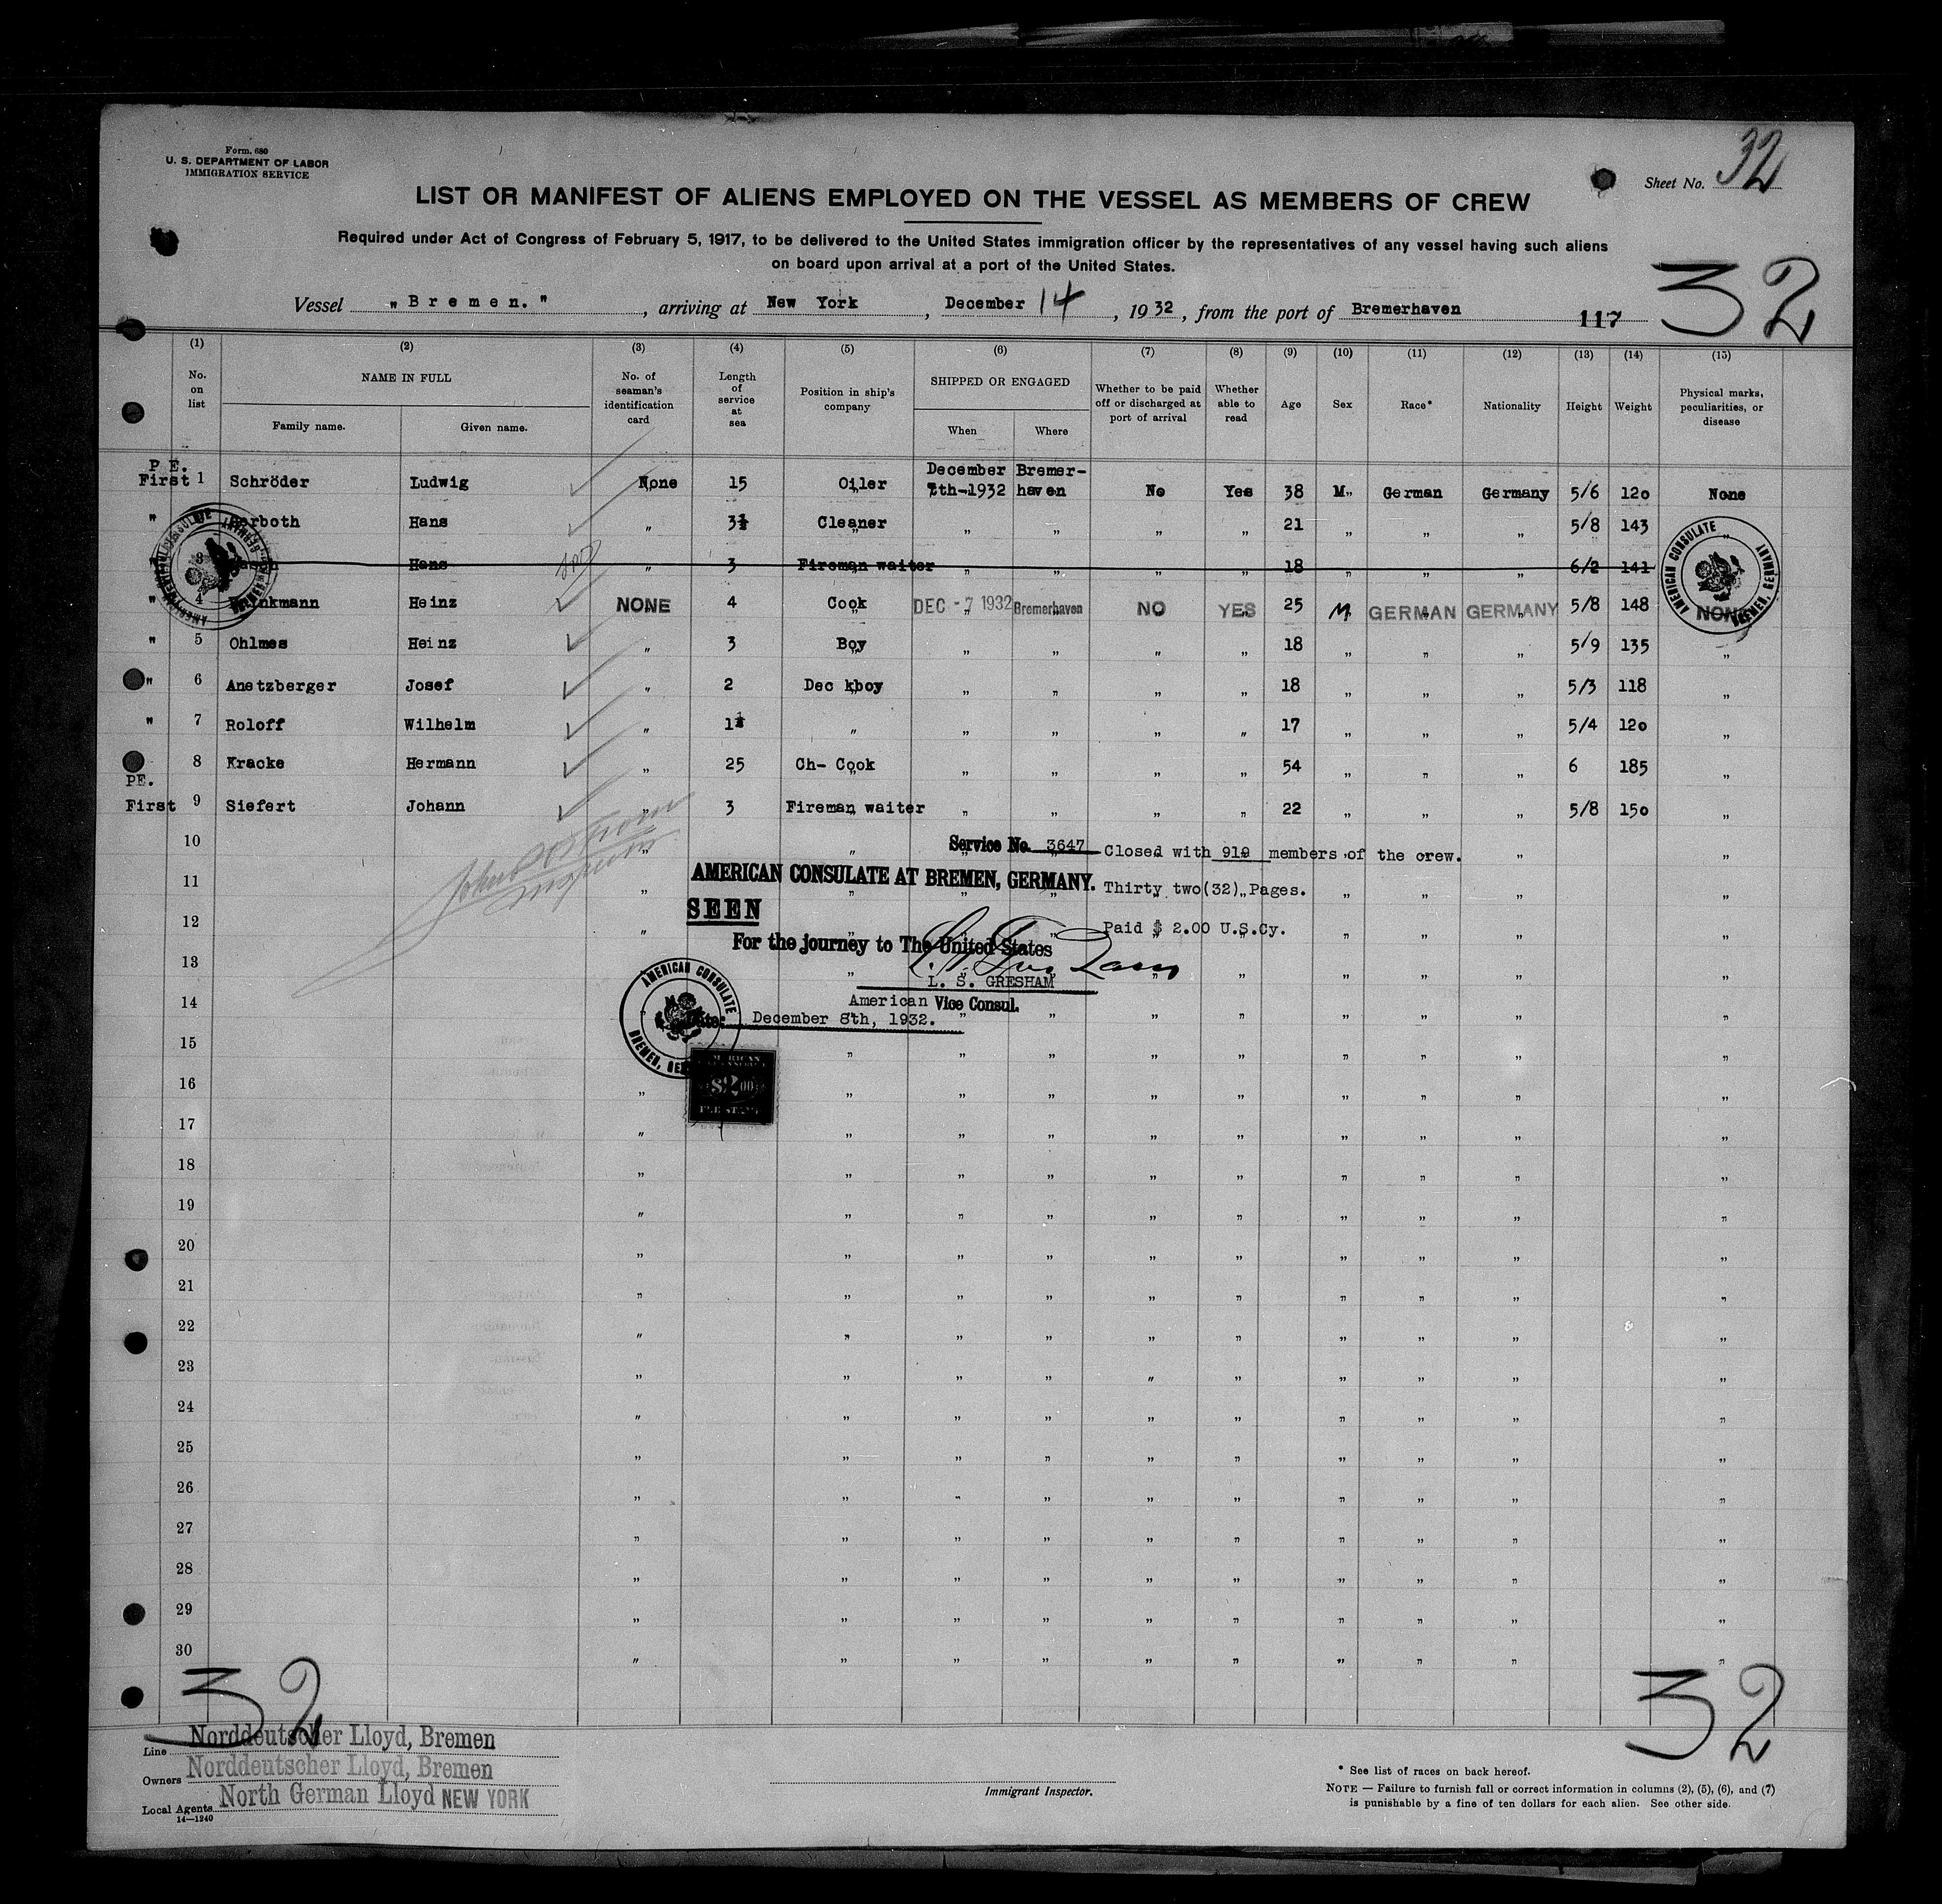 Form. 680
U. S. DEPARTMENT OF LABOR
IMMIGRATION SERVICE
Sheet No. 32
LIST OR MANIFEST OF ALIENS EMPLOYED ON THE VESSEL AS MEMBERS OF CREW
Required under Act of Congress of February 5, 1917, to be delivered to the United States immigration officer by the representatives of any vessel having such aliens
on board upon arrival at a port of the United States.
Vessel „Bremen.", arriving at New York, December 14, 1932, from the port of Bremerhaven 117 32
(1) (2) (3) (4) (5) (6) (7) (8) (9) (10) (11) (12) (13) (14) (15)
No. on list NAME IN FULL Family name. Given name. No. of seaman's identification card Length of service at sea Position in ship's company SHIPPED OR ENGAGED When Where Whether to be paid off or discharged at port of arrival Whether able to read Age Sex Race* Nationality Height Weight Physical marks, peculiarities, or disease
P E. December Bremer-
First 1 Schröder Ludwig None 15 Oiler 7th-1932 haven No Yes 38 M German Germany 5/6 120 None
" Hans „ 3½ Cleaner „ „ „ „ 21 „ „ „ 5/8 143 „
3 Hans „ 3 Fireman waiter „ „ „ „ 18 „ „ „ 6/2 141
" 4 Heinz NONE 4 Cook DEC - 7 1932 Bremerhaven NO YES 25 M GERMAN GERMANY 5/8 148 NONE
" 5 Ohlmes Heinz „ 3 Boy „ „ „ „ 18 „ „ „ 5/9 135 „
" 6 Anetzberger Josef „ 2 Dec kboy „ „ „ „ 18 „ „ „ 5/3 118 „
" 7 Roloff Wilhelm „ 1 „ „ „ „ „ 17 „ „ „ 5/4 120 „
8 Kracke Hermann „ 25 Ch- Cook „ „ „ „ 54 „ „ „ 6 185 „
PE.
First 9 Siefert Johann „ 3 Fireman waiter „ „ „ „ 22 „ „ „ 5/8 150 „
10 Service No. 3647 Closed with 919 members of the crew.
11 AMERICAN CONSULATE AT BREMEN, GERMANY. Thirty two(32) Pages.
SEEN
12 Paid $ 2.00 U.S.Cy.
For the journey to The United States
13
L. S. GRESHAM
14 American Vice Consul.
Date: December 8th, 1932.
AMERICAN CONSULATE
BREMEN, GERMANY
AMERICAN CONSULATE
BREMEN, GERMANY
AMERICAN CONSULATE
BREMEN, GERMANY
15
$2.00
FEE STAMP
16
17
18
19
20
21
22
23
24
25
26
27
28
29
30
32 32
Line Norddeutscher Lloyd, Bremen
Owners Norddeutscher Lloyd, Bremen
Local Agents North German Lloyd NEW YORK
14—1240
Immigrant Inspector.
* See list of races on back hereof.
NOTE — Failure to furnish full or correct information in columns (2), (5), (6), and (7)
is punishable by a fine of ten dollars for each alien. See other side.